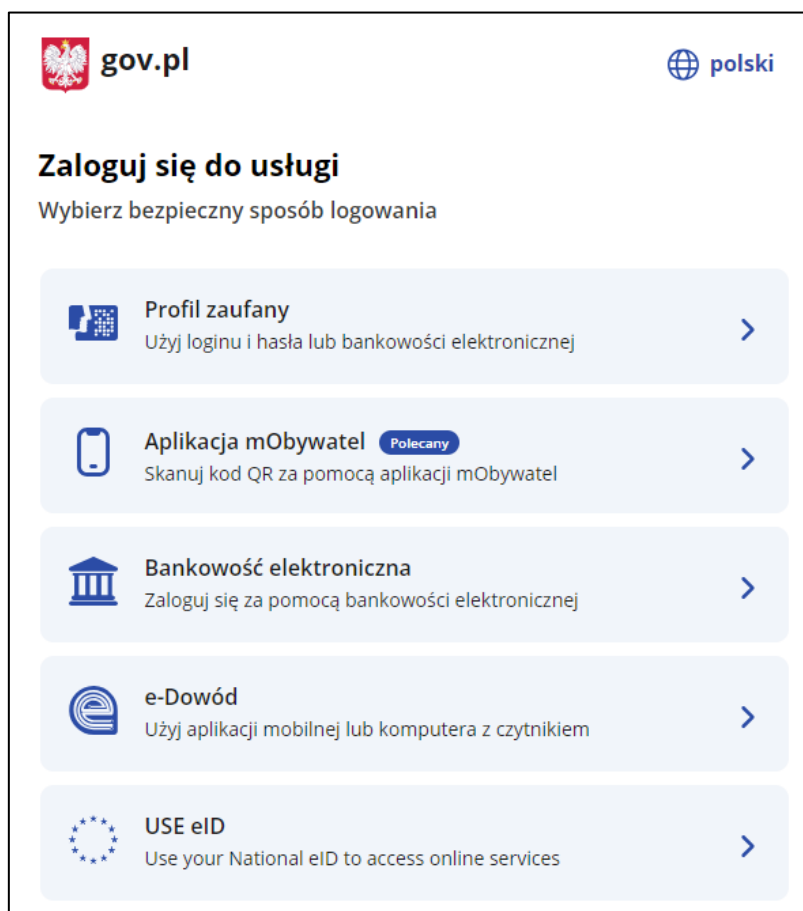 gov.pl
polski
Zaloguj się do usługi
Wybierz bezpieczny sposób logowania
Profil zaufany
Użyj loginu i hasła lub bankowości elektronicznej
Aplikacja mObywatel Polecany
Skanuj kod QR za pomocą aplikacji mObywatel
Bankowość elektroniczna
Zaloguj się za pomocą bankowości elektronicznej
e-Dowód
Użyj aplikacji mobilnej lub komputera z czytnikiem
USE eID
Use your National eID to access online services